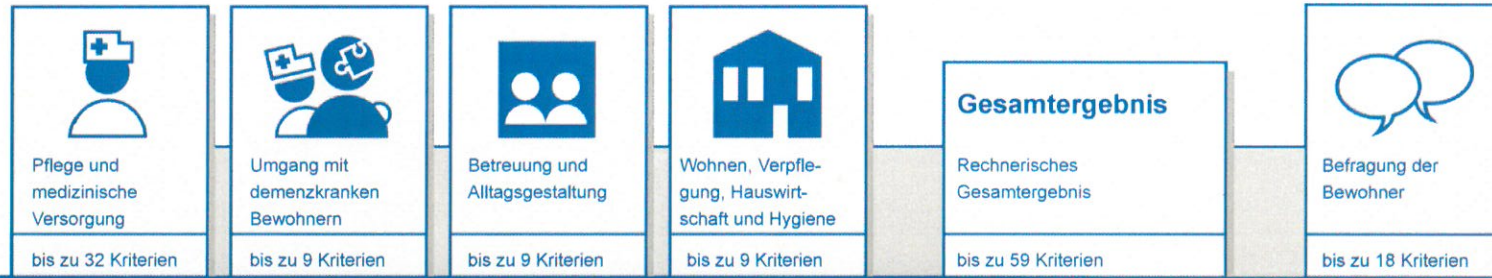 Pflege und
medizinische
Versorgung
bis zu 32 Kriterien
Umgang mit
demenzkranken
Bewohnern
bis zu 9 Kriterien
Betreuung und
Alltagsgestaltung
bis zu 9 Kriterien
Wohnen, Verpfle-
gung, Hauswirt-
schaft und Hygiene
bis zu 9 Kriterien
Gesamtergebnis
Rechnerisches
Gesamtergebnis
bis zu 59 Kriterien
Befragung der
Bewohner
bis zu 18 Kriterien